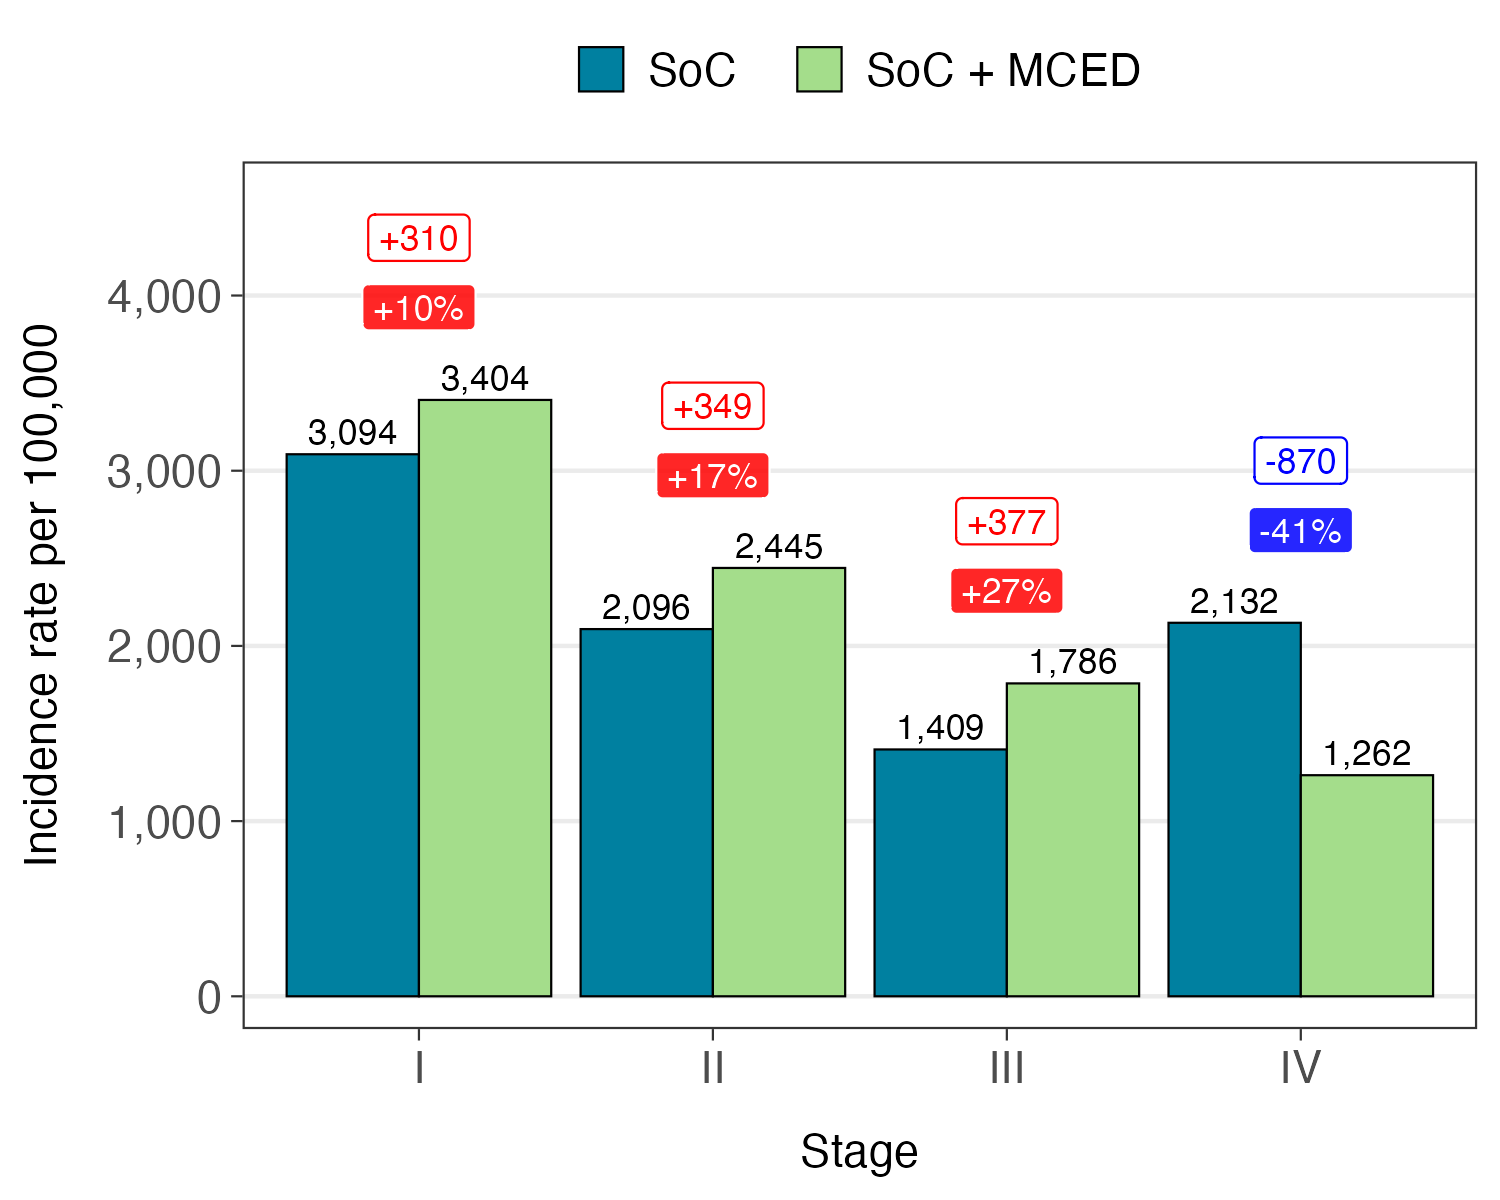 SoC
SoC + MCED
Incidence rate per 100,000
4,000
3,000
2,000
1,000
0
+310
+10%
3,094
3,404
+349
+17%
2,096
2,445
+377
+27%
1,409
1,786
-870
-41%
2,132
1,262
I
II
III
IV
Stage